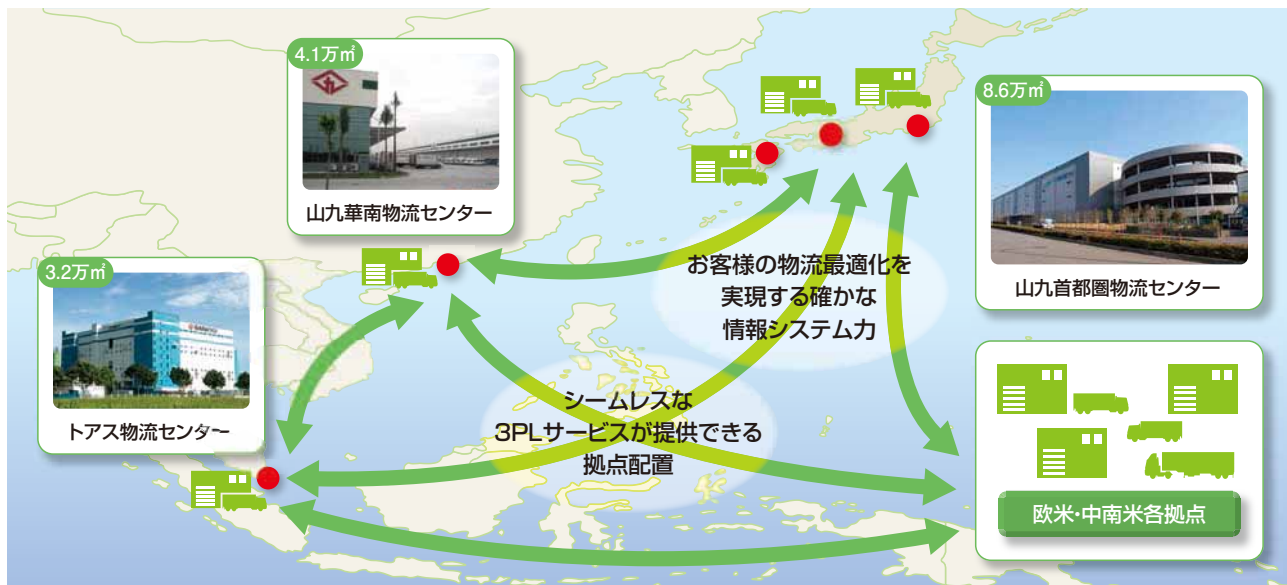 4.1万㎡
山九華南物流センター
3.2万㎡
トアス物流センター
8.6万㎡
山九首都圏物流センター
お客様の物流最適化を
実現する確かな
情報システム力
シームレスな
3PLサービスが提供できる
拠点配置
欧米・中南米各拠点